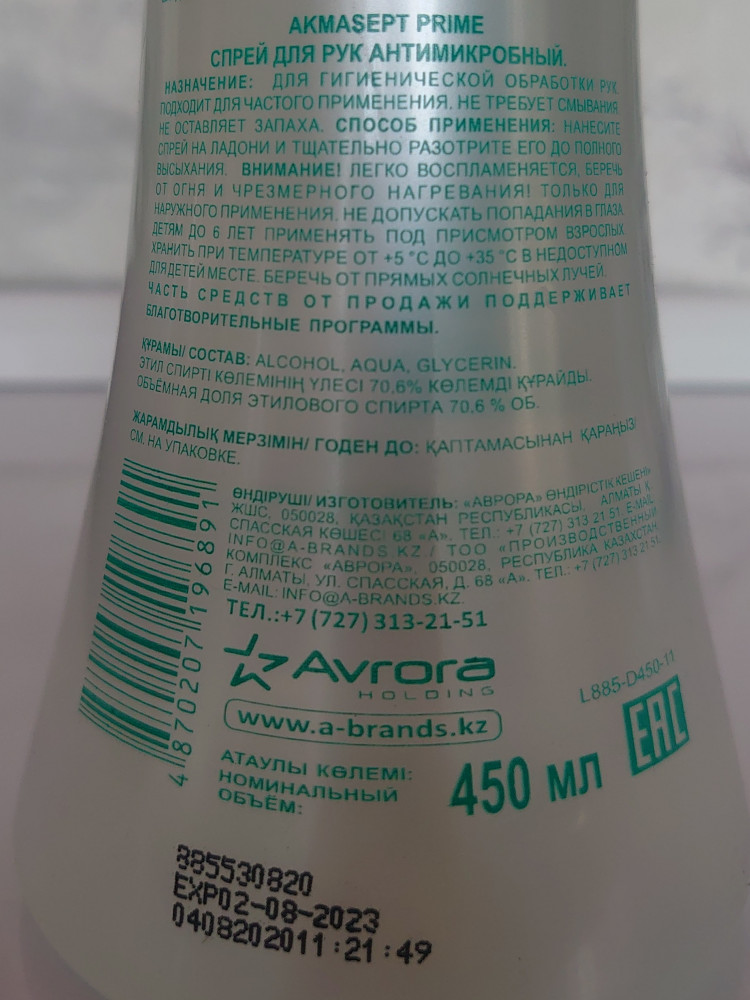 AKMASEPT PRIME
СПРЕЙ ДЛЯ РУК АНТИМИКРОБНЫЙ.
НАЗНАЧЕНИЕ: ДЛЯ ГИГИЕНИЧЕСКОЙ ОБРАБОТКИ РУК.
ПОДХОДИТ ДЛЯ ЧАСТОГО ПРИМЕНЕНИЯ. НЕ ТРЕБУЕТ СМЫВАНИЯ.
НЕ ОСТАВЛЯЕТ ЗАПАХА. СПОСОБ ПРИМЕНЕНИЯ: НАНЕСИТЕ
СПРЕЙ НА ЛАДОНИ И ТЩАТЕЛЬНО РАЗОТРИТЕ ЕГО ДО ПОЛНОГО
ВЫСЫХАНИЯ. ВНИМАНИЕ! ЛЕГКО ВОСПЛАМЕНЯЕТСЯ, БЕРЕЧЬ
ОТ ОГНЯ И ЧРЕЗМЕРНОГО НАГРЕВАНИЯ! ТОЛЬКО ДЛЯ
НАРУЖНОГО ПРИМЕНЕНИЯ. НЕ ДОПУСКАТЬ ПОПАДАНИЯ В ГЛАЗА.
ДЕТЯМ ДО 6 ЛЕТ ПРИМЕНЯТЬ ПОД ПРИСМОТРОМ ВЗРОСЛЫХ.
ХРАНИТЬ ПРИ ТЕМПЕРАТУРЕ ОТ +5 °С ДО +35 °С В НЕДОСТУПНОМ
ДЛЯ ДЕТЕЙ МЕСТЕ. БЕРЕЧЬ ОТ ПРЯМЫХ СОЛНЕЧНЫХ ЛУЧЕЙ.
ЧАСТЬ СРЕДСТВ ОТ ПРОДАЖИ ПОДДЕРЖИВАЕТ
БЛАГОТВОРИТЕЛЬНЫЕ ПРОГРАММЫ.
ҚҰРАМЫ/ СОСТАВ: ALCOHOL, AQUA, GLYCERIN.
ЭТИЛ СПИРТІ КӨЛЕМІНІҢ ҮЛЕСІ 70,6% КӨЛЕМДІ ҚҰРАЙДЫ.
ОБЪЁМНАЯ ДОЛЯ ЭТИЛОВОГО СПИРТА 70,6 % ОБ.
ЖАРАМДЫЛЫҚ МЕРЗІМІН/ ГОДЕН ДО: ҚАПТАМАСЫНАН ҚАРАҢЫЗ/
СМ. НА УПАКОВКЕ.
ӨНДІРУШІ/ ИЗГОТОВИТЕЛЬ: «АВРОРА» ӨНДІРІСТІК КЕШЕНІ»
ЖШС, 050028, ҚАЗАҚСТАН РЕСПУБЛИКАСЫ, АЛМАТЫ Қ.
СПАССКАЯ КӨШЕСІ 68 «А», ТЕЛ.: +7 (727) 313 21 51, E-MAIL:
INFO@A-BRANDS.KZ./ ТОО «ПРОИЗВОДСТВЕННЫЙ
КОМПЛЕКС «АВРОРА», 050028, РЕСПУБЛИКА КАЗАХСТАН,
Г. АЛМАТЫ, УЛ. СПАССКАЯ, Д. 68 «А», ТЕЛ.: +7 (727) 313 21 51,
E-MAIL: INFO@A-BRANDS.KZ.
ТЕЛ.:+7 (727) 313-21-51
Avrora
HOLDING
www.a-brands.kz
L885-D450-11
EAC
АТАУЛЫ КӨЛЕМІ:
НОМИНАЛЬНЫЙ
ОБЪЁМ:
450 мл
4 870207 196891
885530820
EXP02-08-2023
0408202011:21:49